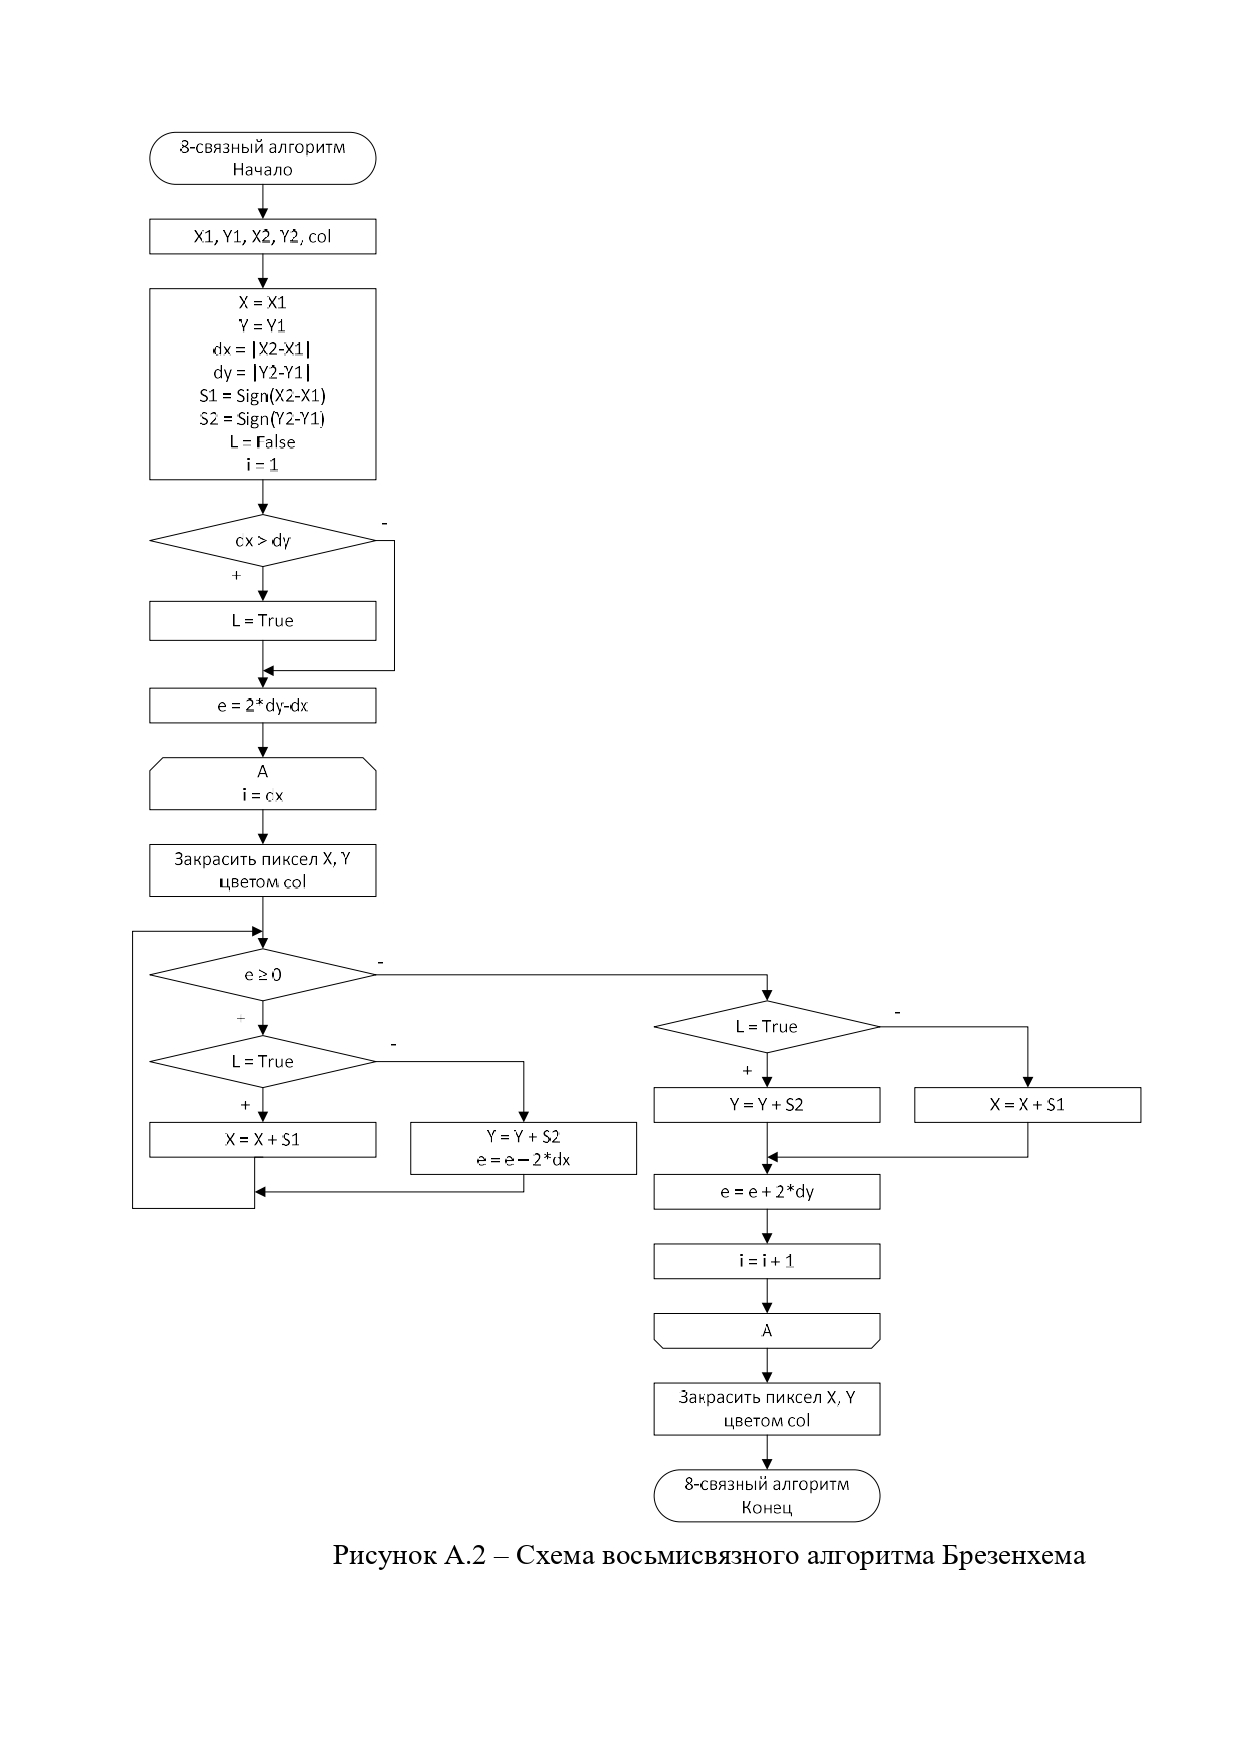 8-связный алгоритм
Начало
X1, Y1, X2, Y2, col
X = X1
Y = Y1
dx = |X2-X1|
dy = |Y2-Y1|
S1 = Sign(X2-X1)
S2 = Sign(Y2-Y1)
L = False
i = 1
dx > dy
-
+
L = True
e = 2*dy-dx
A
i = dx
Закрасить пиксел X, Y
цветом col
e ≥ 0
-
+
L = True
-
+
X = X + S1
Y = Y + S2
e = e – 2*dx
L = True
-
+
Y = Y + S2
X = X + S1
e = e + 2*dy
i = i + 1
A
Закрасить пиксел X, Y
цветом col
8-связный алгоритм
Конец
Рисунок А.2 – Схема восьмисвязного алгоритма Брезенхема